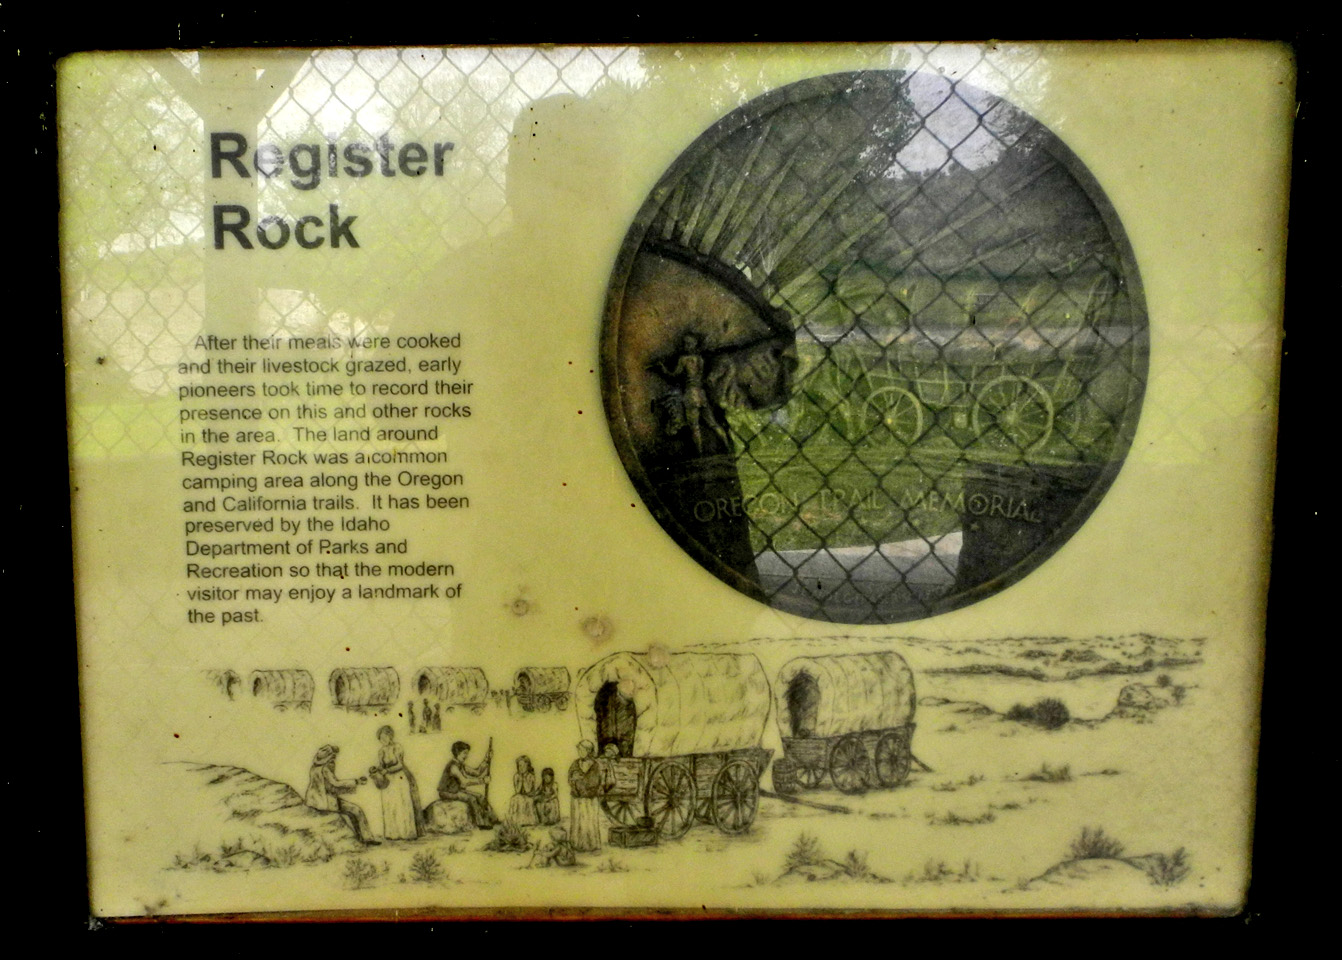 Register
Rock
After their meals were cooked
and their livestock grazed, early
pioneers took time to record their
presence on this and other rocks
in the area. The land around
Register Rock was a common
camping area along the Oregon
and California trails. It has been
preserved by the Idaho
Department of Parks and
Recreation so that the modern
visitor may enjoy a landmark of
the past.
OREGON TRAIL MEMORIAL